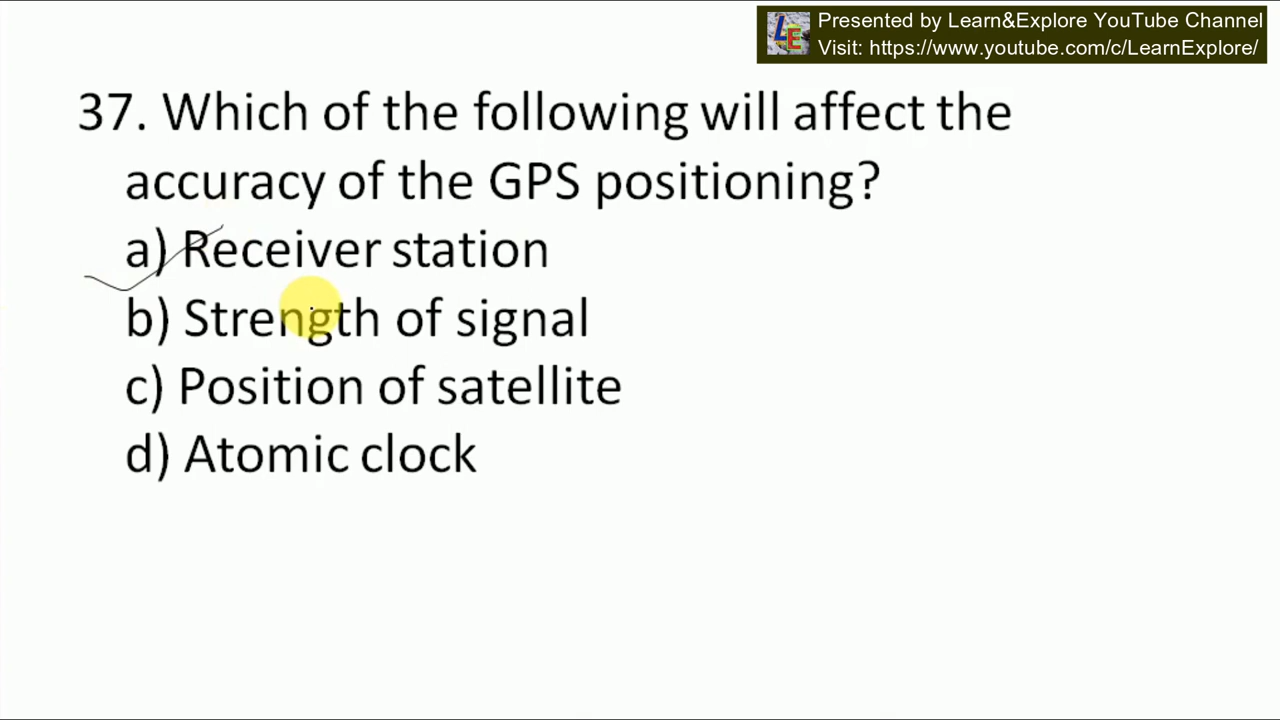 Presented by Learn&Explore YouTube Channel
Visit: https://www.youtube.com/c/LearnExplore/
LE
37. Which of the following will affect the
accuracy of the GPS positioning?
a) Receiver station
b) Strength of signal
c) Position of satellite
d) Atomic clock